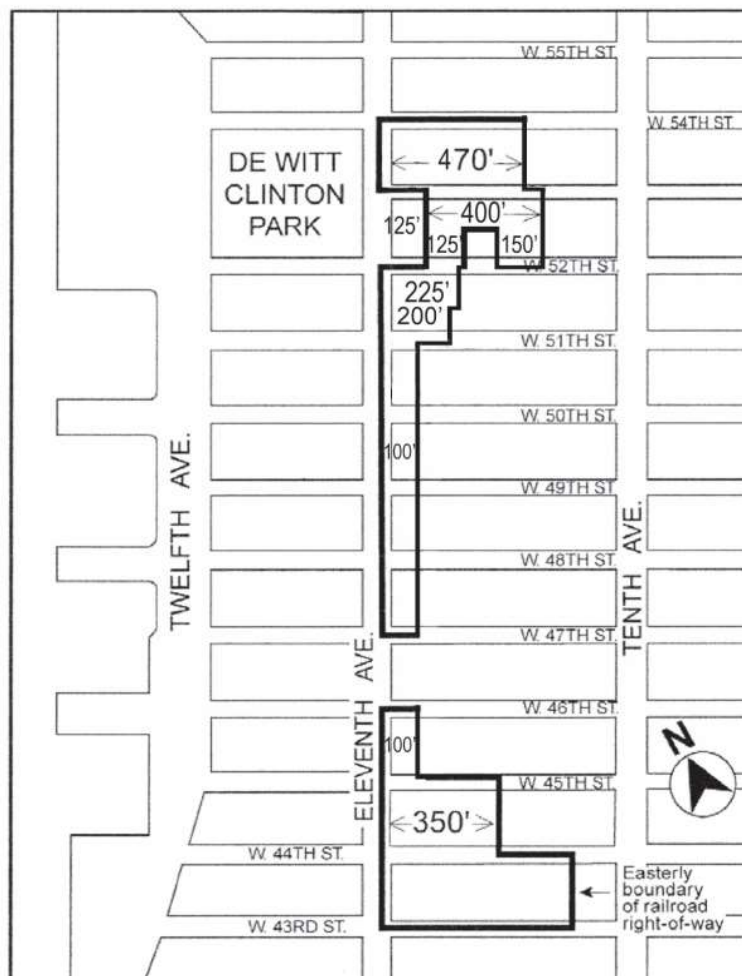 W. 55TH ST.
W. 54TH ST.
DE WITT
CLINTON
PARK
470'
400'
125'
125'
150'
W. 52TH ST.
225'
200'
W. 51TH ST.
W. 50TH ST.
100'
W. 49TH ST
W. 48TH ST.
W. 47TH ST.
TWELFTH AVE.
ELEVENTH AVE.
TENTH AVE.
W. 46TH ST.
N
100'
W. 45TH ST.
350'
W. 44TH ST.
Easterly
boundary
of railroad
right-of-way
W. 43RD ST.